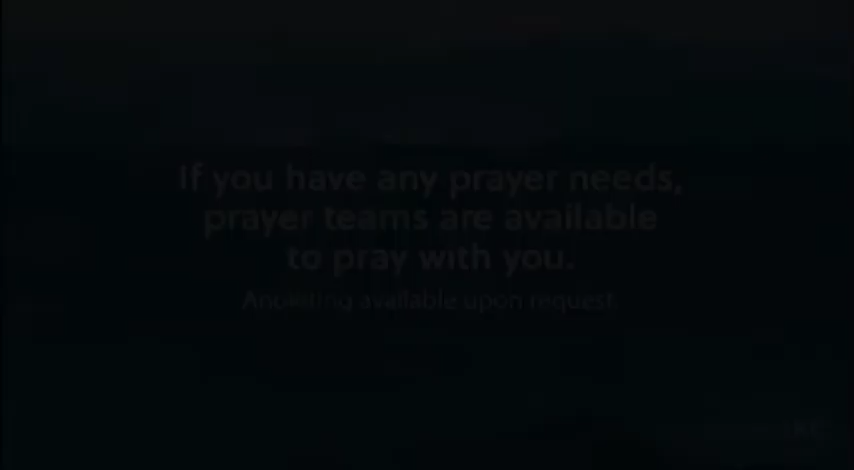 If you have any prayer needs,
prayer teams are available
to pray with you.
Anointing available upon request